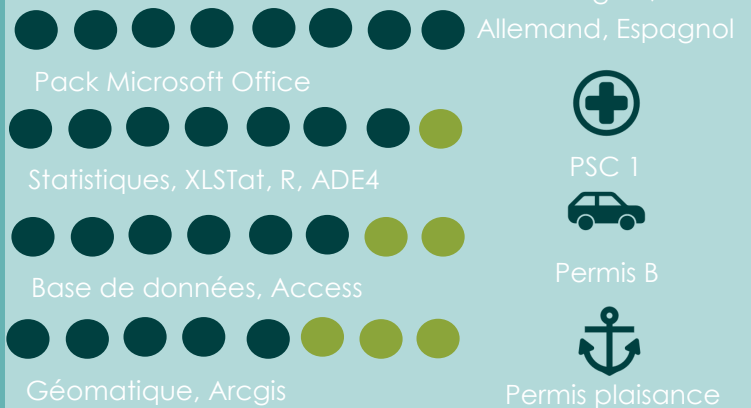 Allemand, Espagnol
Pack Microsoft Office
PSC 1
Statistiques, XLSTat, R, ADE4
Permis B
Base de données, Access
Géomatique, Arcgis
Permis plaisance